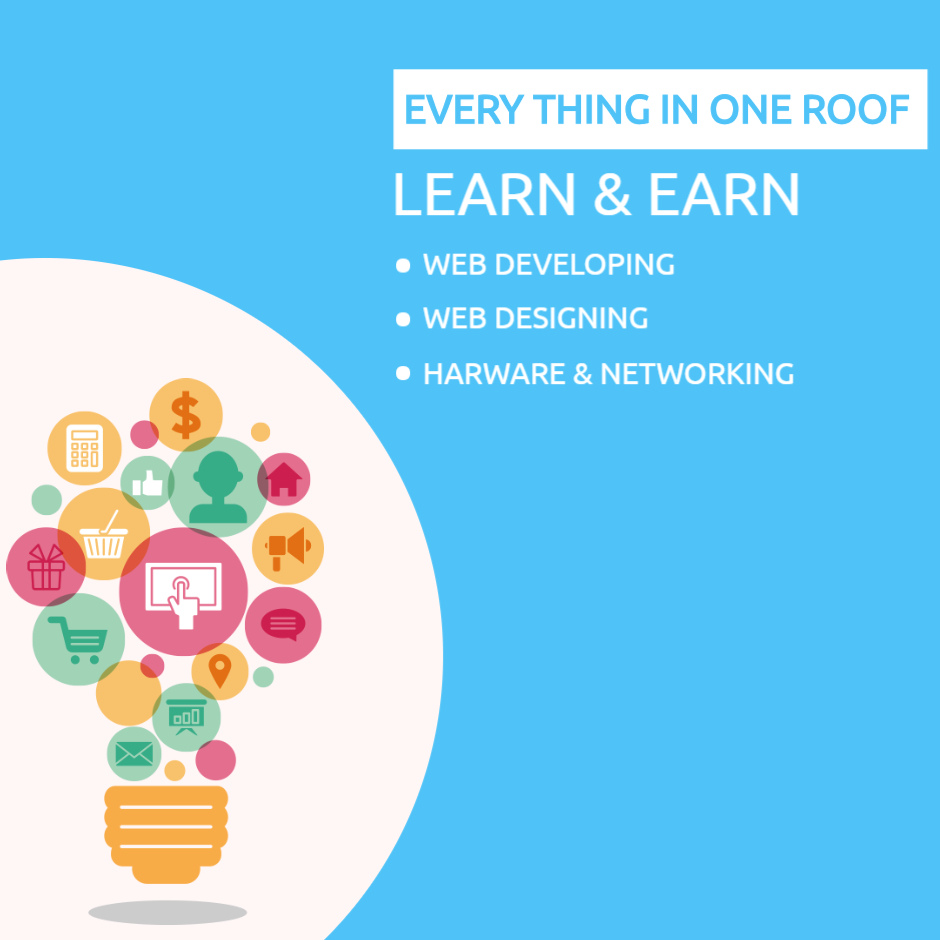 EVERY THING IN ONE ROOF
LEARN & EARN
WEB DEVELOPING
WEB DESIGNING
HARWARE & NETWORKING